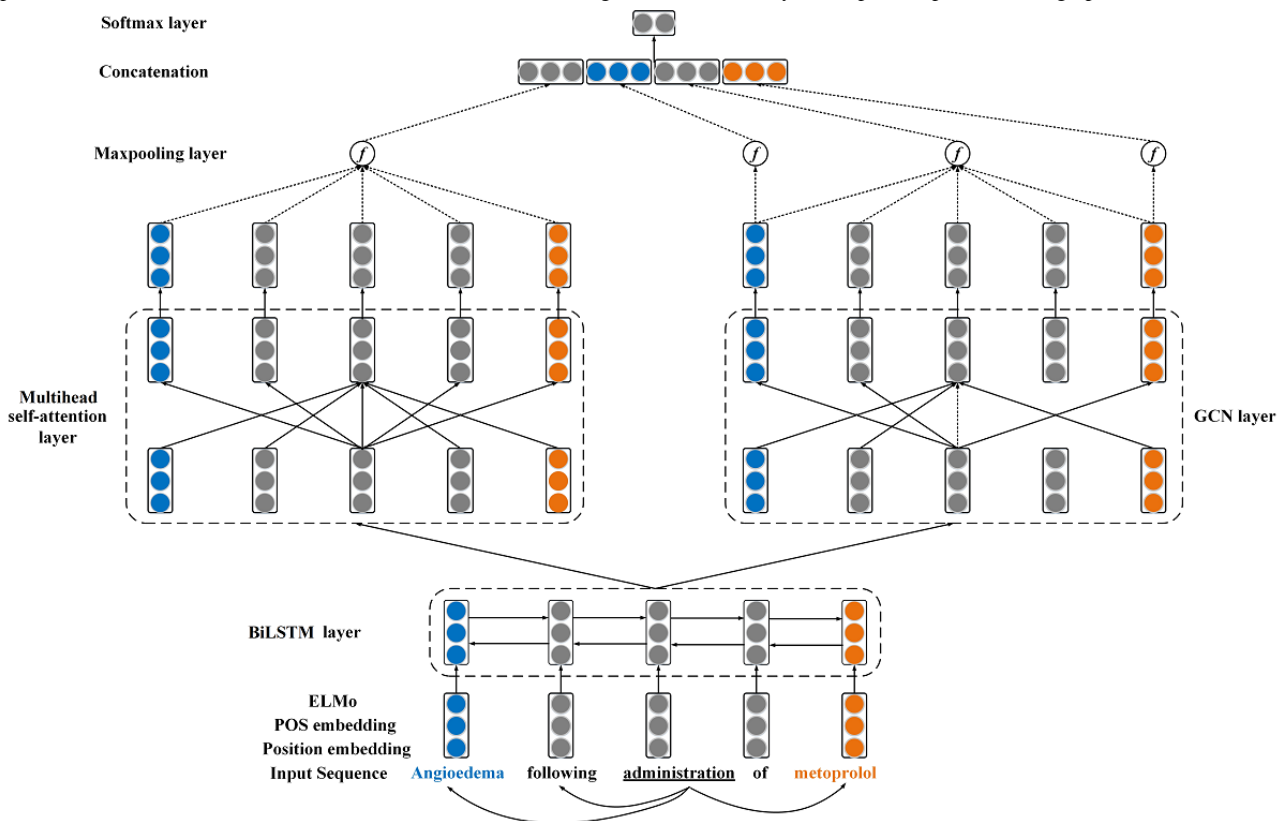 Softmax layer
Concatenation
Maxpooling layer
f f f f
Multihead
self-attention
layer
GCN layer
BiLSTM layer
ELMo
POS embedding
Position embedding
Input Sequence Angioedema following administration of metoprolol